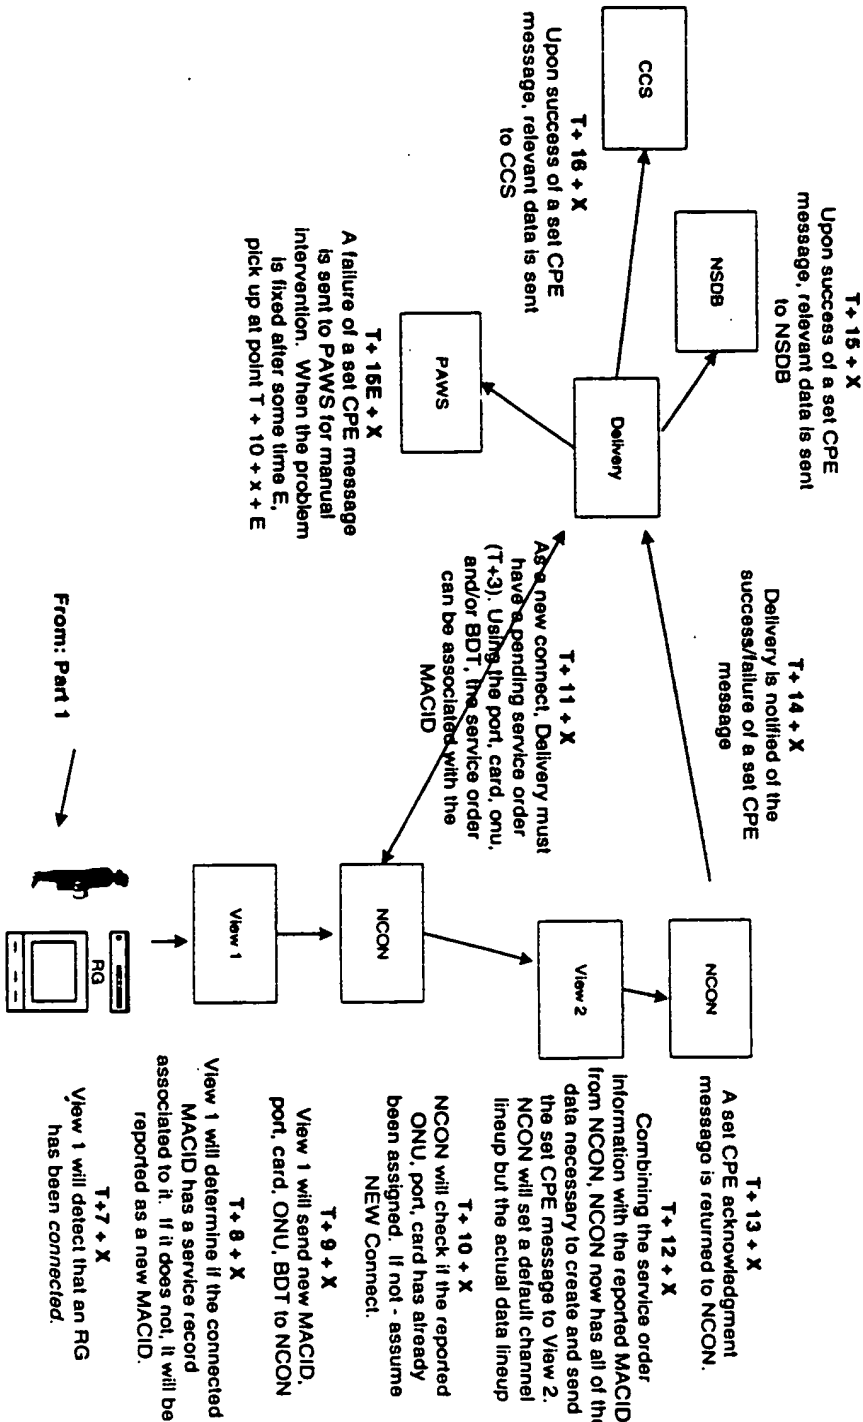 T+ 15 + X
Upon success of a set CPE
message, relevant data is sent
to NSDB
T+ 14 + X
Delivery is notified of the
success/failure of a set CPE
message
T+ 13 + X
A set CPE acknowledgment
message is returned to NCON.
NSDB
NCON
CCS
Delivery
View 2
T+ 12 + X
Combining the service order
information with the reported MACID
from NCON, NCON now has all of the
data necessary to create and send
the set CPE message to View 2.
NCON will set a default channel
lineup but the actual data lineup
T+ 16 + X
Upon success of a set CPE
message, relevant data is sent
to CCS
T+ 11 + X
As a new connect, Delivery must
have a pending service order
(T+3). Using the port, card, onu,
and/or BDT, the service order
can be associated with the
MACID
PAWS
NCON
T+ 10 + X
NCON will check if the reported
ONU, port, card has already
been assigned. If not - assume
NEW Connect.
T+ 15E + X
A failure of a set CPE message
is sent to PAWS for manual
intervention. When the problem
is fixed after some time E,
pick up at point T + 10 + x + E
View 1
T+ 9 + X
View 1 will send new MACID,
port, card, ONU, BDT to NCON
T+ 8 + X
View 1 will determine if the connected
MACID has a service record
associated to it. If it does not, it will be
reported as a new MACID.
From: Part 1
RG
T+7 + X
View 1 will detect that an RG
has been connected.